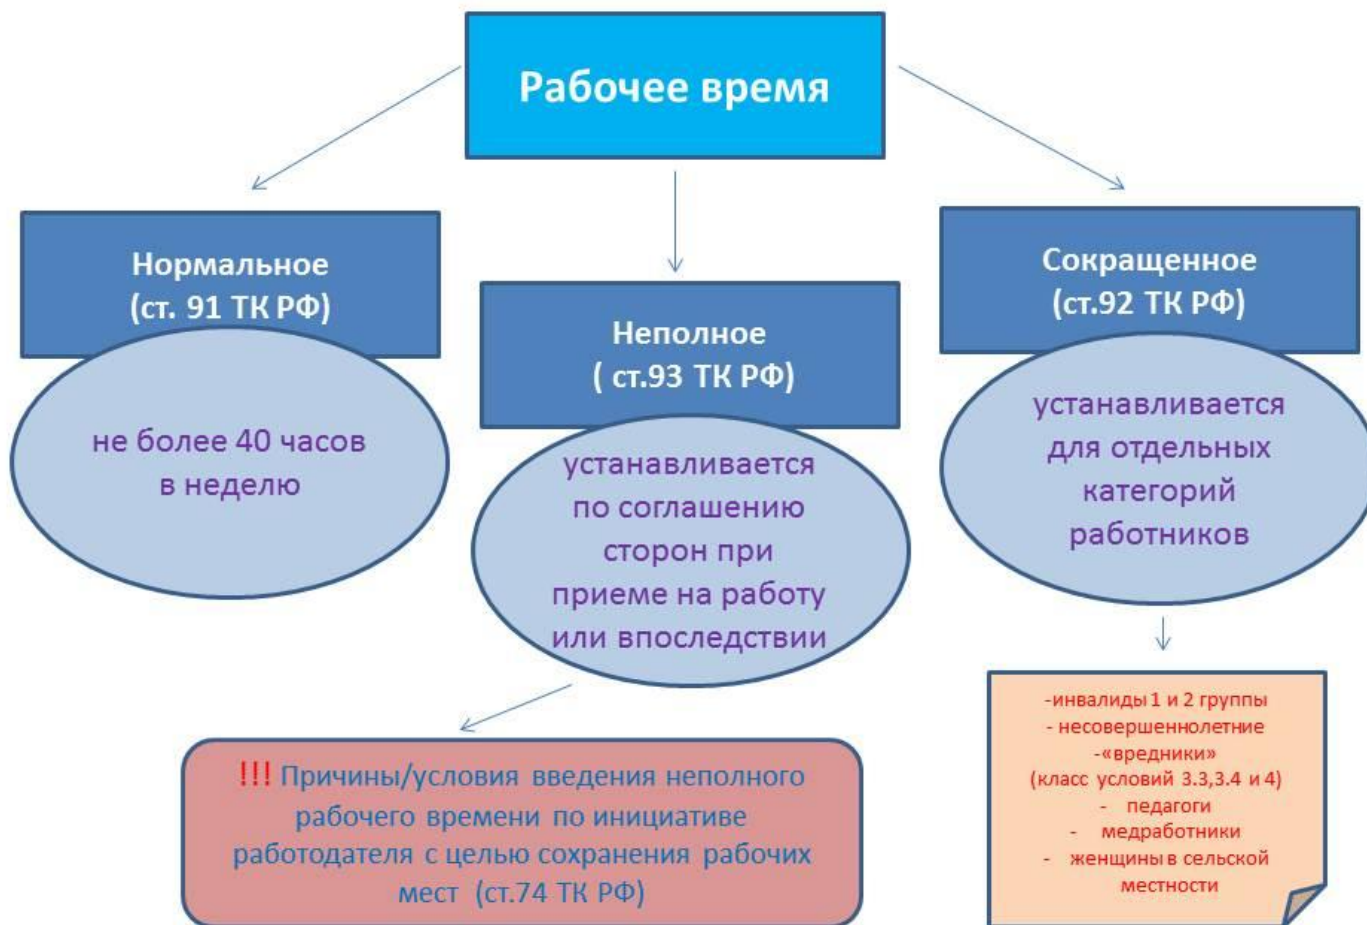 Рабочее время
Нормальное
(ст. 91 ТК РФ)
не более 40 часов
в неделю
Неполное
( ст.93 ТК РФ)
устанавливается
по соглашению
сторон при
приеме на работу
или впоследствии
!!! Причины/условия введения неполного
рабочего времени по инициативе
работодателя с целью сохранения рабочих
мест (ст.74 ТК РФ)
Сокращенное
(ст.92 ТК РФ)
устанавливается
для отдельных
категорий
работников
-инвалиды 1 и 2 группы
- несовершеннолетние
-«вредники»
(класс условий 3.3,3.4 и 4)
- педагоги
- медработники
- женщины в сельской
местности